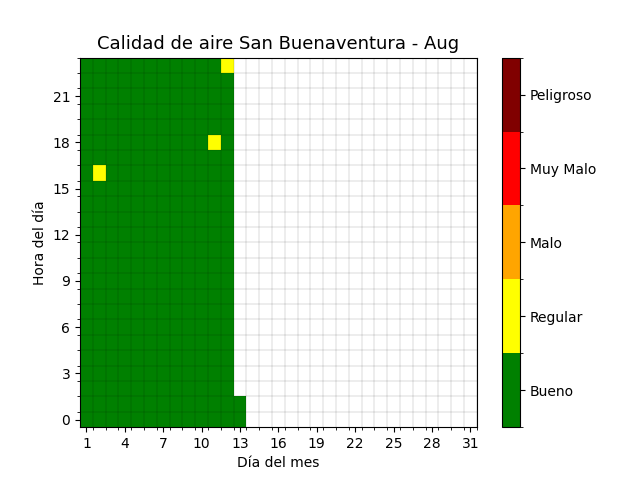 Calidad de aire San Buenaventura - Aug
Hora del día
21
18
15
12
9
6
3
0
1 4 7 10 13 16 19 22 25 28 31
Día del mes
Peligroso
Muy Malo
Malo
Regular
Bueno